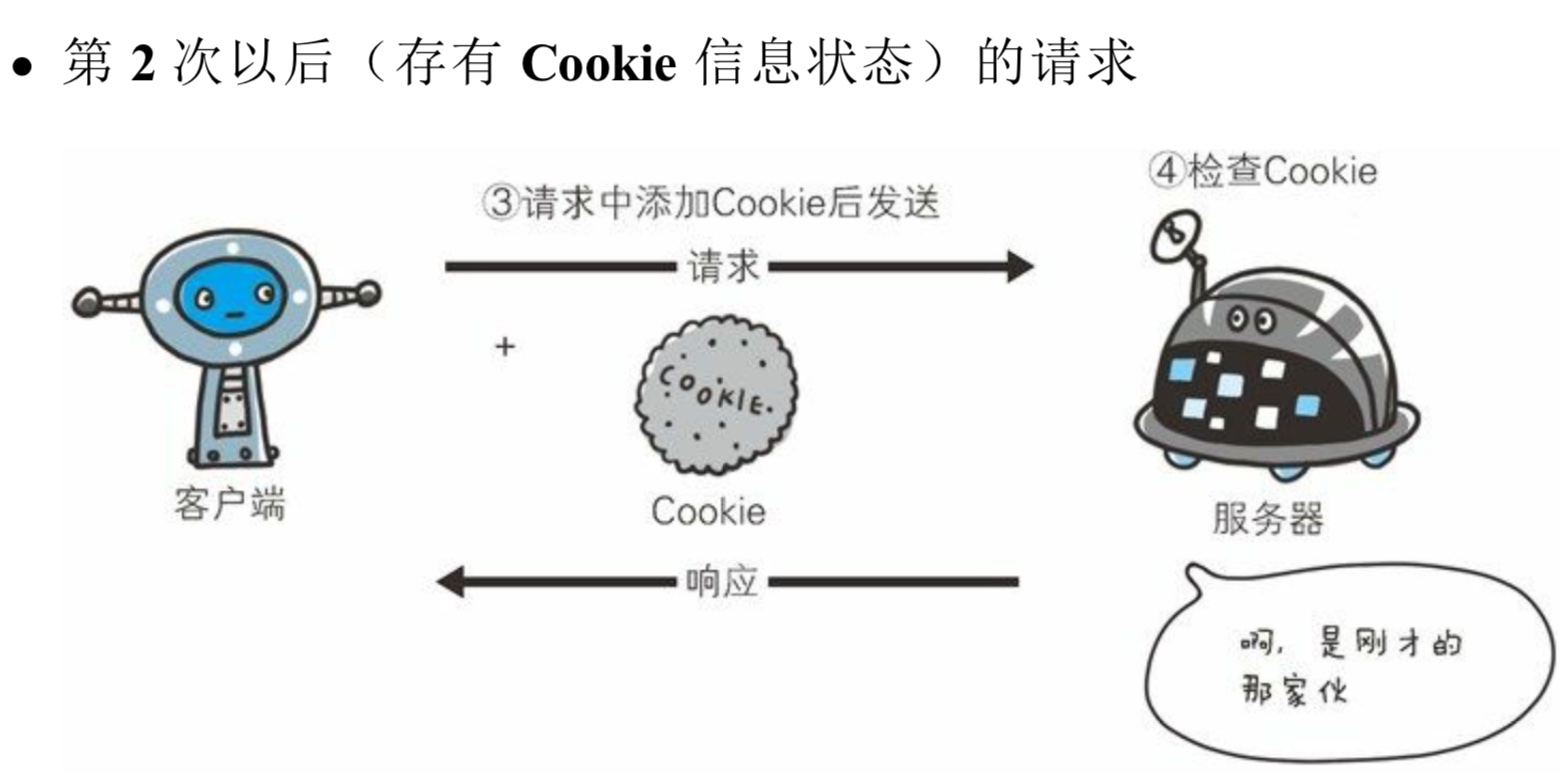 • 第 2 次以后（存有 Cookie 信息状态）的请求
④检查Cookie
③请求中添加Cookie后发送
请求
+
COOKIE
客户端
Cookie
服务器
响应
啊，是刚才的
那家伙